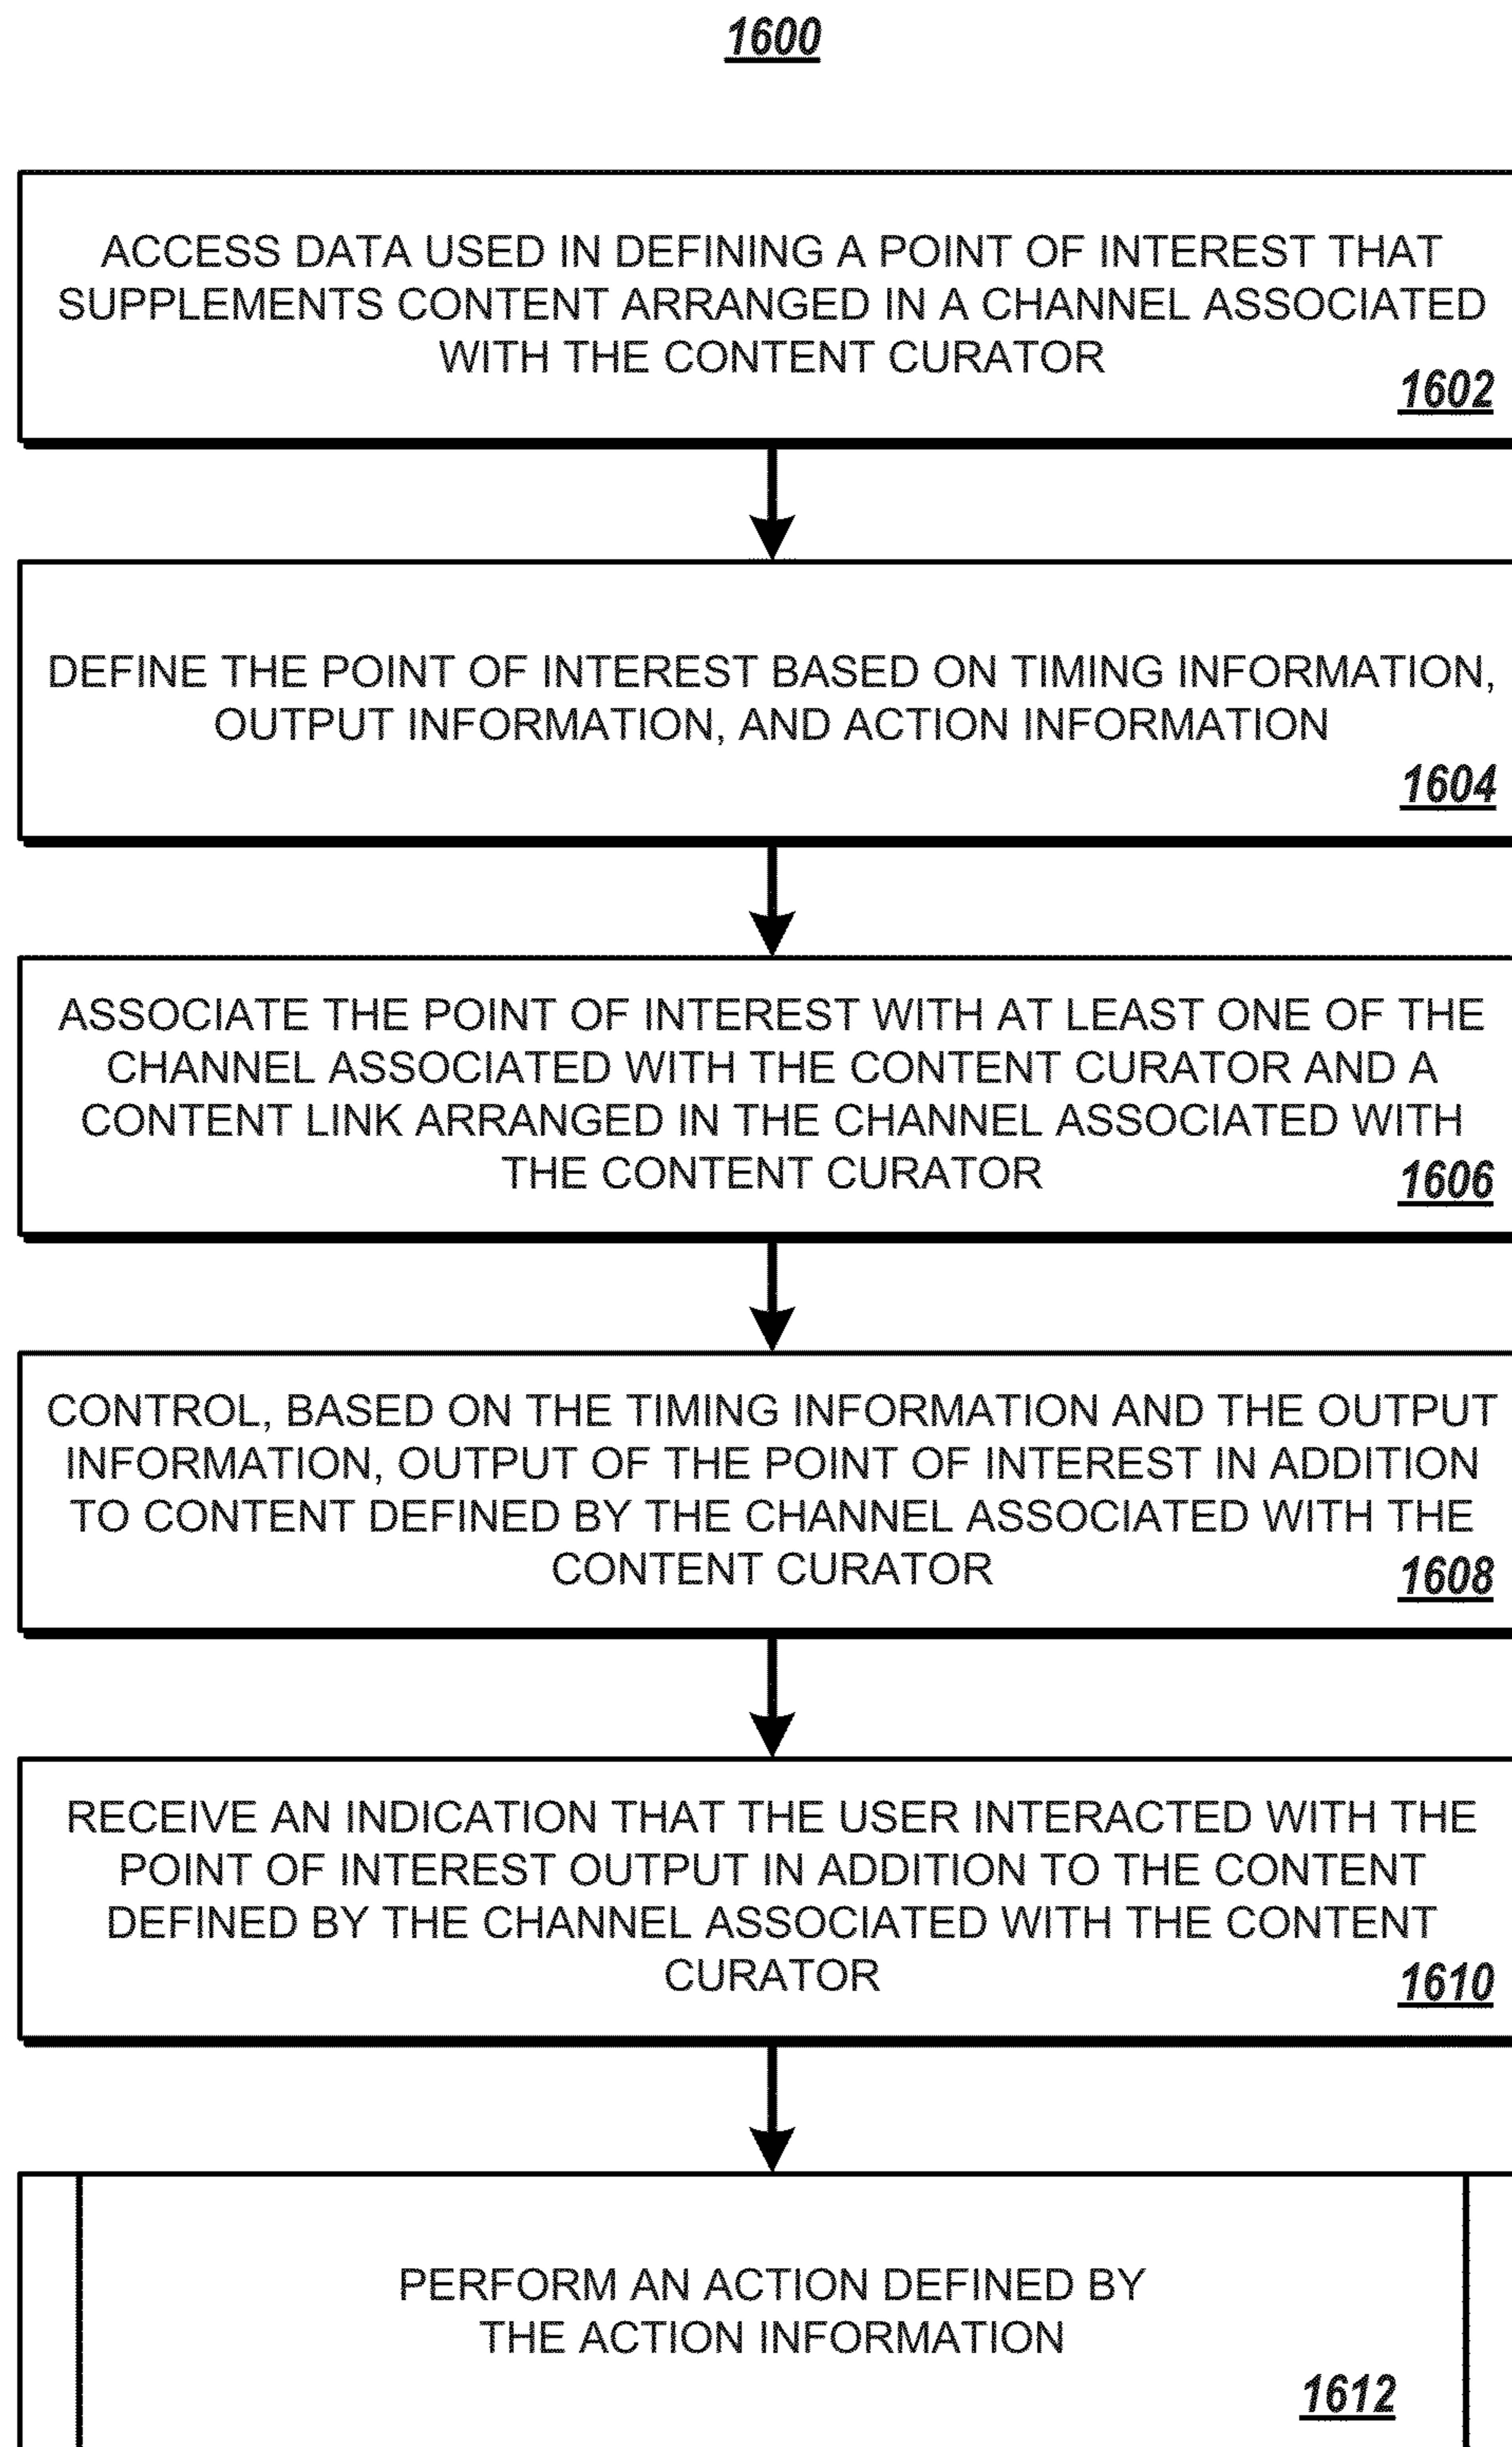 1600
ACCESS DATA USED IN DEFINING A POINT OF INTEREST THAT
SUPPLEMENTS CONTENT ARRANGED IN A CHANNEL ASSOCIATED
WITH THE CONTENT CURATOR
1602
DEFINE THE POINT OF INTEREST BASED ON TIMING INFORMATION,
OUTPUT INFORMATION, AND ACTION INFORMATION
1604
ASSOCIATE THE POINT OF INTEREST WITH AT LEAST ONE OF THE
CHANNEL ASSOCIATED WITH THE CONTENT CURATOR AND A
CONTENT LINK ARRANGED IN THE CHANNEL ASSOCIATED WITH
THE CONTENT CURATOR
1606
CONTROL, BASED ON THE TIMING INFORMATION AND THE OUTPUT
INFORMATION, OUTPUT OF THE POINT OF INTEREST IN ADDITION
TO CONTENT DEFINED BY THE CHANNEL ASSOCIATED WITH THE
CONTENT CURATOR
1608
RECEIVE AN INDICATION THAT THE USER INTERACTED WITH THE
POINT OF INTEREST OUTPUT IN ADDITION TO THE CONTENT
DEFINED BY THE CHANNEL ASSOCIATED WITH THE CONTENT
CURATOR
1610
PERFORM AN ACTION DEFINED BY
THE ACTION INFORMATION
1612